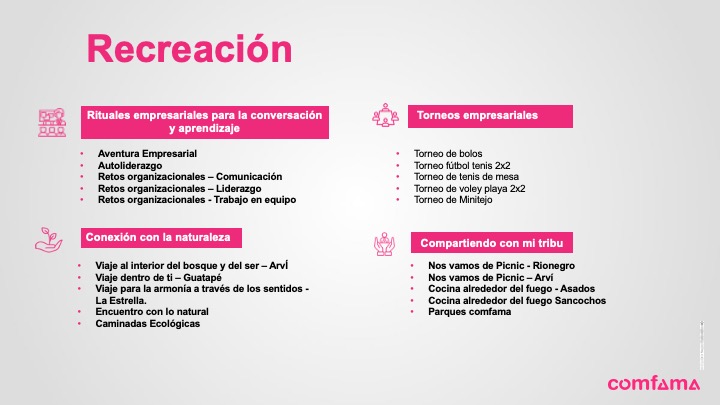 Recreación
Rituales empresariales para la conversación
y aprendizaje
• Aventura Empresarial
• Autoliderazgo
• Retos organizacionales – Comunicación
• Retos organizacionales – Liderazgo
• Retos organizacionales - Trabajo en equipo
Torneos empresariales
• Torneo de bolos
• Torneo fútbol tenis 2x2
• Torneo de tenis de mesa
• Torneo de voley playa 2x2
• Torneo de Minitejo
Conexión con la naturaleza
• Viaje al interior del bosque y del ser – ArvÍ
• Viaje dentro de ti – Guatapé
• Viaje para la armonía a través de los sentidos -
La Estrella.
• Encuentro con lo natural
• Caminadas Ecológicas
Compartiendo con mi tribu
• Nos vamos de Picnic - Rionegro
• Nos vamos de Picnic – Arví
• Cocina alrededor del fuego - Asados
• Cocina alrededor del fuego Sancochos
• Parques comfama
comfama